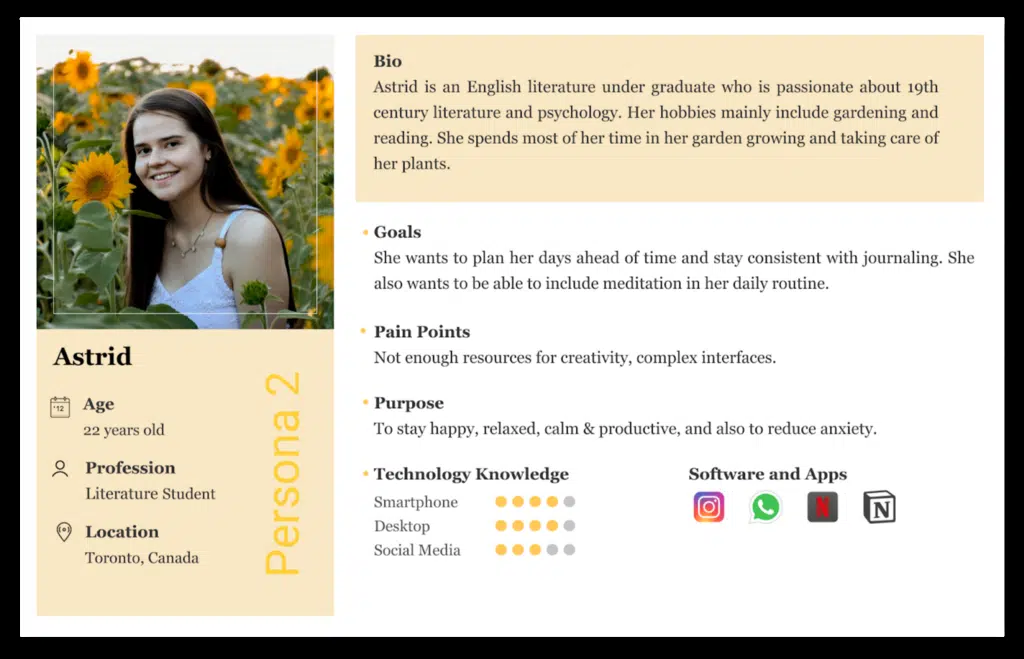 Bio
Astrid is an English literature under graduate who is passionate about 19th
century literature and psychology. Her hobbies mainly include gardening and
reading. She spends most of her time in her garden growing and taking care of
her plants.
Goals
She wants to plan her days ahead of time and stay consistent with journaling. She
also wants to be able to include meditation in her daily routine.
Pain Points
Not enough resources for creativity, complex interfaces.
Purpose
To stay happy, relaxed, calm & productive, and also to reduce anxiety.
Technology Knowledge
Smartphone
Desktop
Social Media
Software and Apps
N
N
Astrid
12
Age
22 years old
Profession
Literature Student
Location
Toronto, Canada
Persona 2